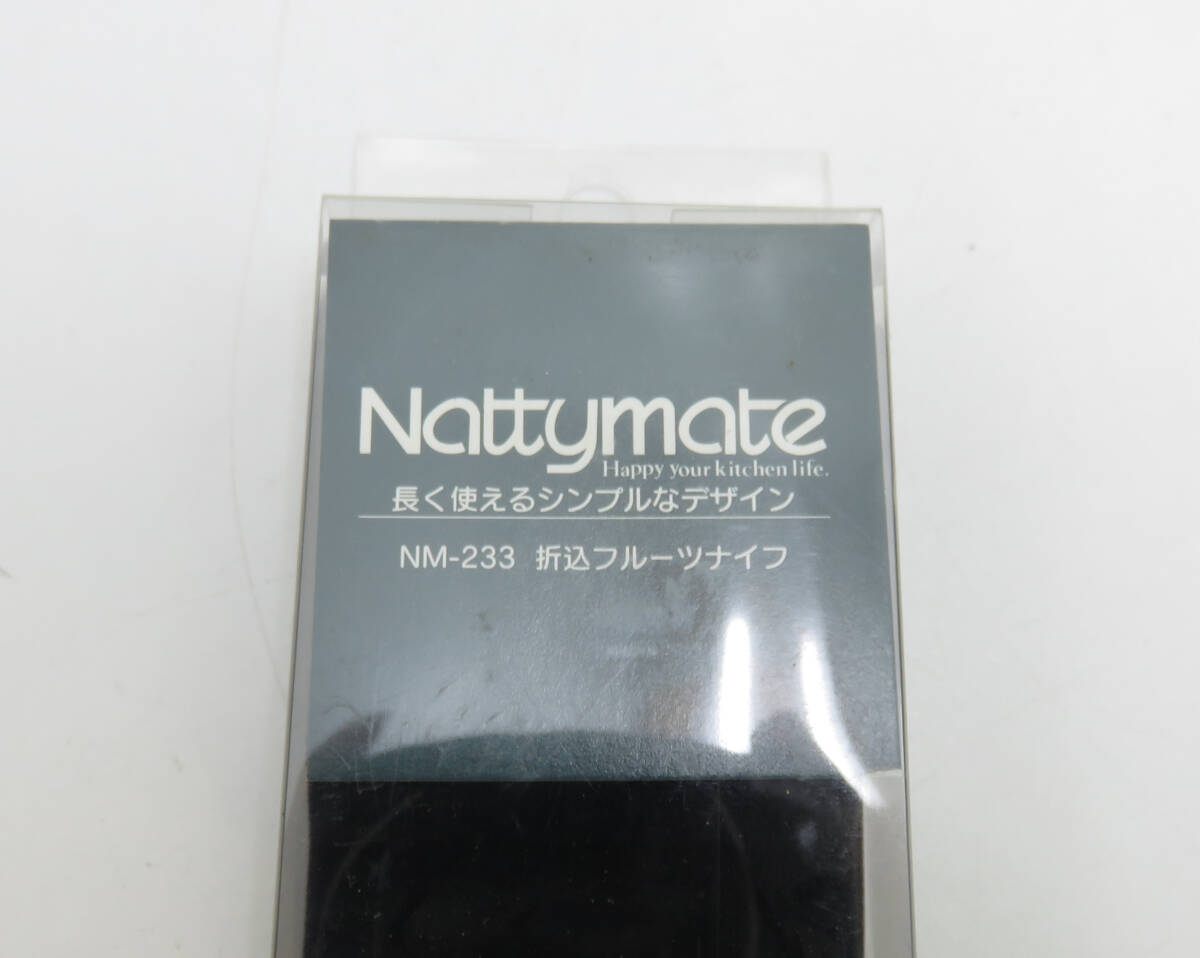 Nattymate
Happy your kitchen life.
長く使えるシンプルなデザイン
NM-233 折込フルーツナイフ